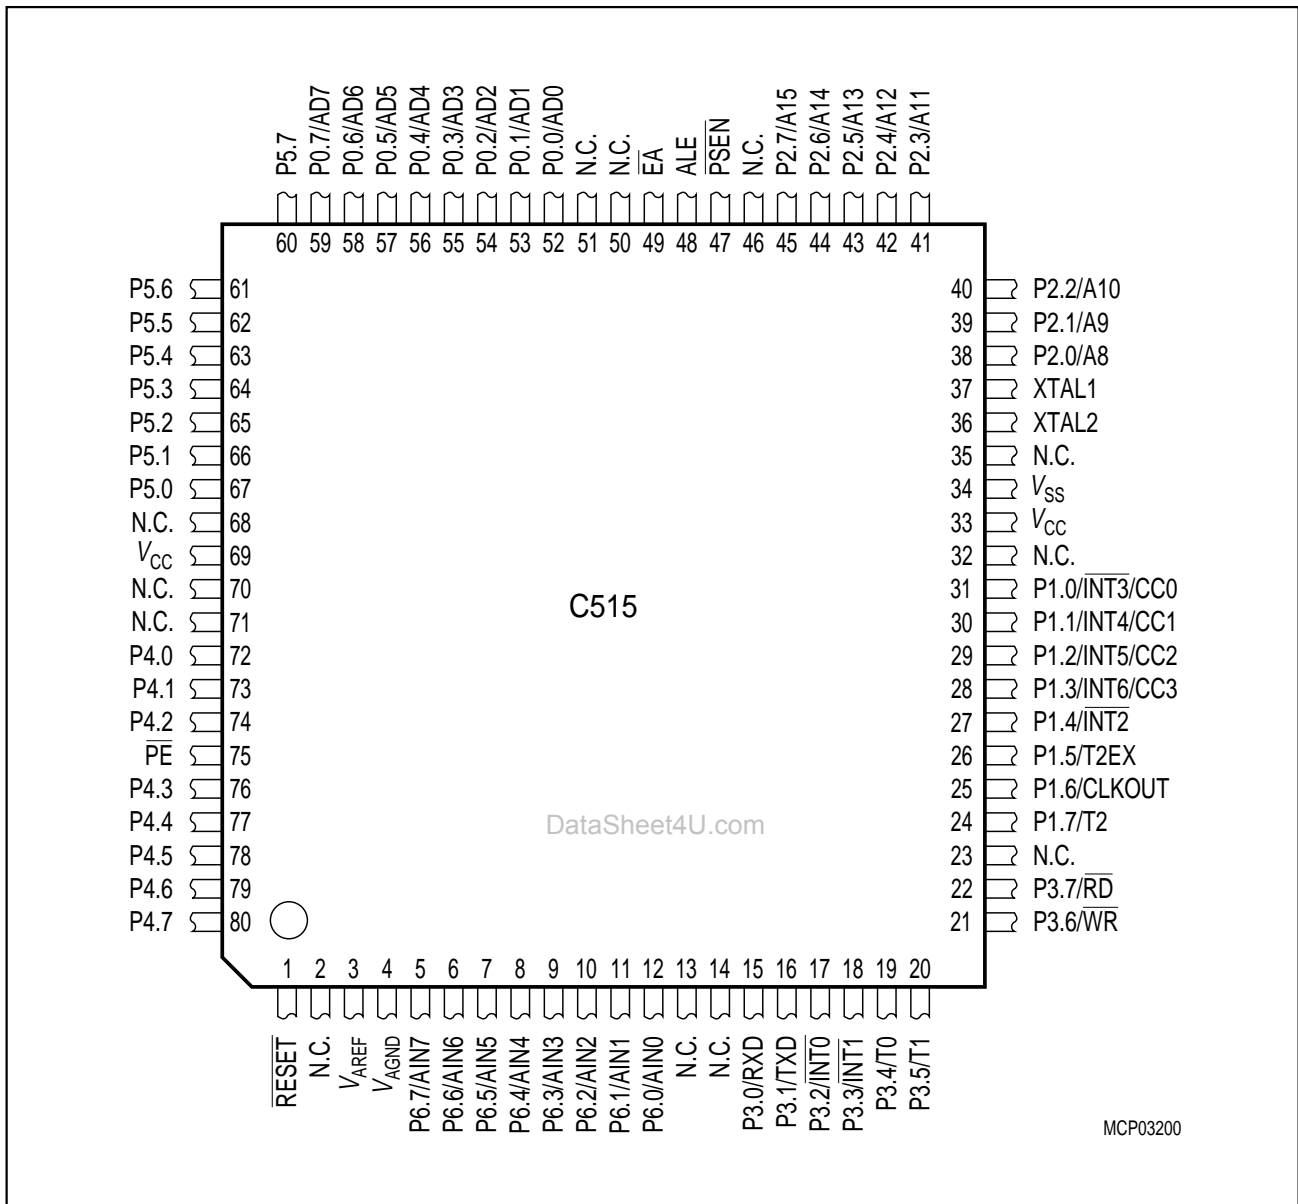 P5.7
P0.7/AD7
P0.6/AD6
P0.5/AD5
P0.4/AD4
P0.3/AD3
P0.2/AD2
P0.1/AD1
P0.0/AD0
N.C.
N.C.
E̅A̅
ALE
P̅S̅E̅N̅
N.C.
P2.7/A15
P2.6/A14
P2.5/A13
P2.4/A12
P2.3/A11
60 59 58 57 56 55 54 53 52 51 50 49 48 47 46 45 44 43 42 41
P5.6 61
P5.5 62
P5.4 63
P5.3 64
P5.2 65
P5.1 66
P5.0 67
N.C. 68
VCC 69
N.C. 70
N.C. 71
P4.0 72
P4.1 73
P4.2 74
P̅E̅ 75
P4.3 76
P4.4 77
P4.5 78
P4.6 79
P4.7 80
C515
DataSheet4U.com
40 P2.2/A10
39 P2.1/A9
38 P2.0/A8
37 XTAL1
36 XTAL2
35 N.C.
34 VSS
33 VCC
32 N.C.
31 P1.0/I̅N̅T̅3̅/CC0
30 P1.1/INT4/CC1
29 P1.2/INT5/CC2
28 P1.3/INT6/CC3
27 P1.4/I̅N̅T̅2̅
26 P1.5/T2EX
25 P1.6/CLKOUT
24 P1.7/T2
23 N.C.
22 P3.7/R̅D̅
21 P3.6/W̅R̅
1 2 3 4 5 6 7 8 9 10 11 12 13 14 15 16 17 18 19 20
R̅E̅S̅E̅T̅
N.C.
VAREF
VAGND
P6.7/AIN7
P6.6/AIN6
P6.5/AIN5
P6.4/AIN4
P6.3/AIN3
P6.2/AIN2
P6.1/AIN1
P6.0/AIN0
N.C.
N.C.
P3.0/RXD
P3.1/TXD
P3.2/I̅N̅T̅0̅
P3.3/I̅N̅T̅1̅
P3.4/T0
P3.5/T1
MCP03200